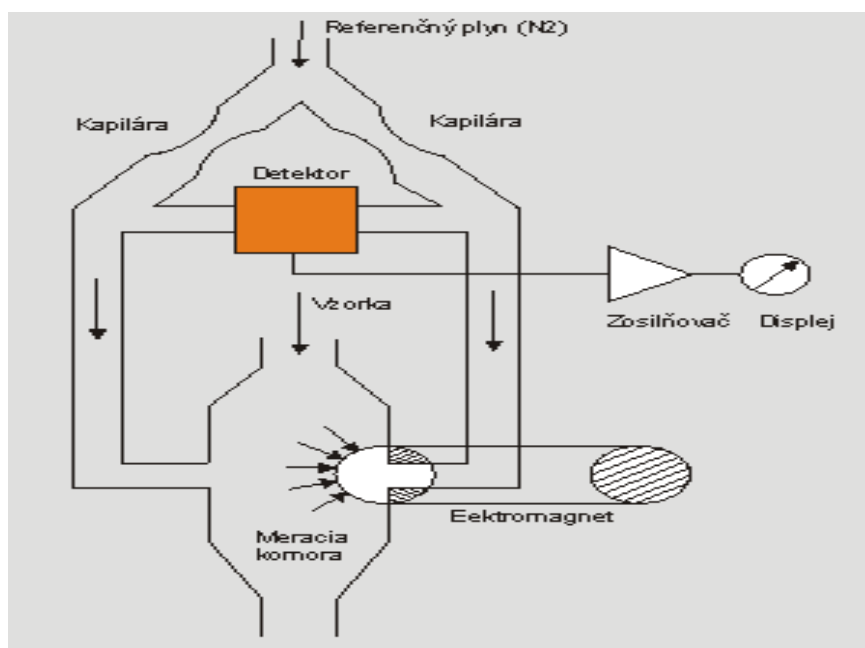 Referenčný plyn (N2)
Kapilára
Kapilára
Detektor
Vzorka
Zosilňovač
Displej
Eektromagnet
Meracia
komora